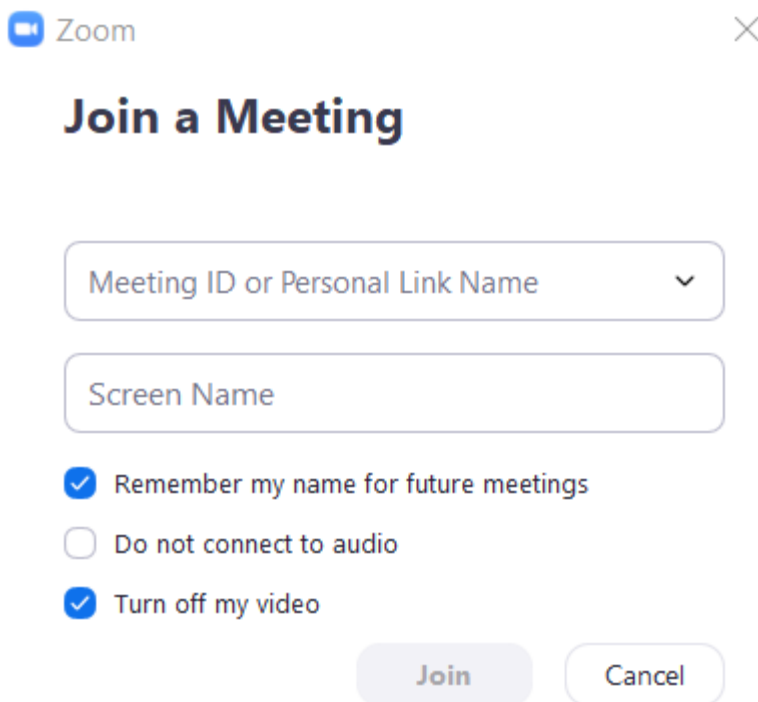 Zoom
Join a Meeting
Meeting ID or Personal Link Name
Screen Name
Remember my name for future meetings
Do not connect to audio
Turn off my video
Join Cancel